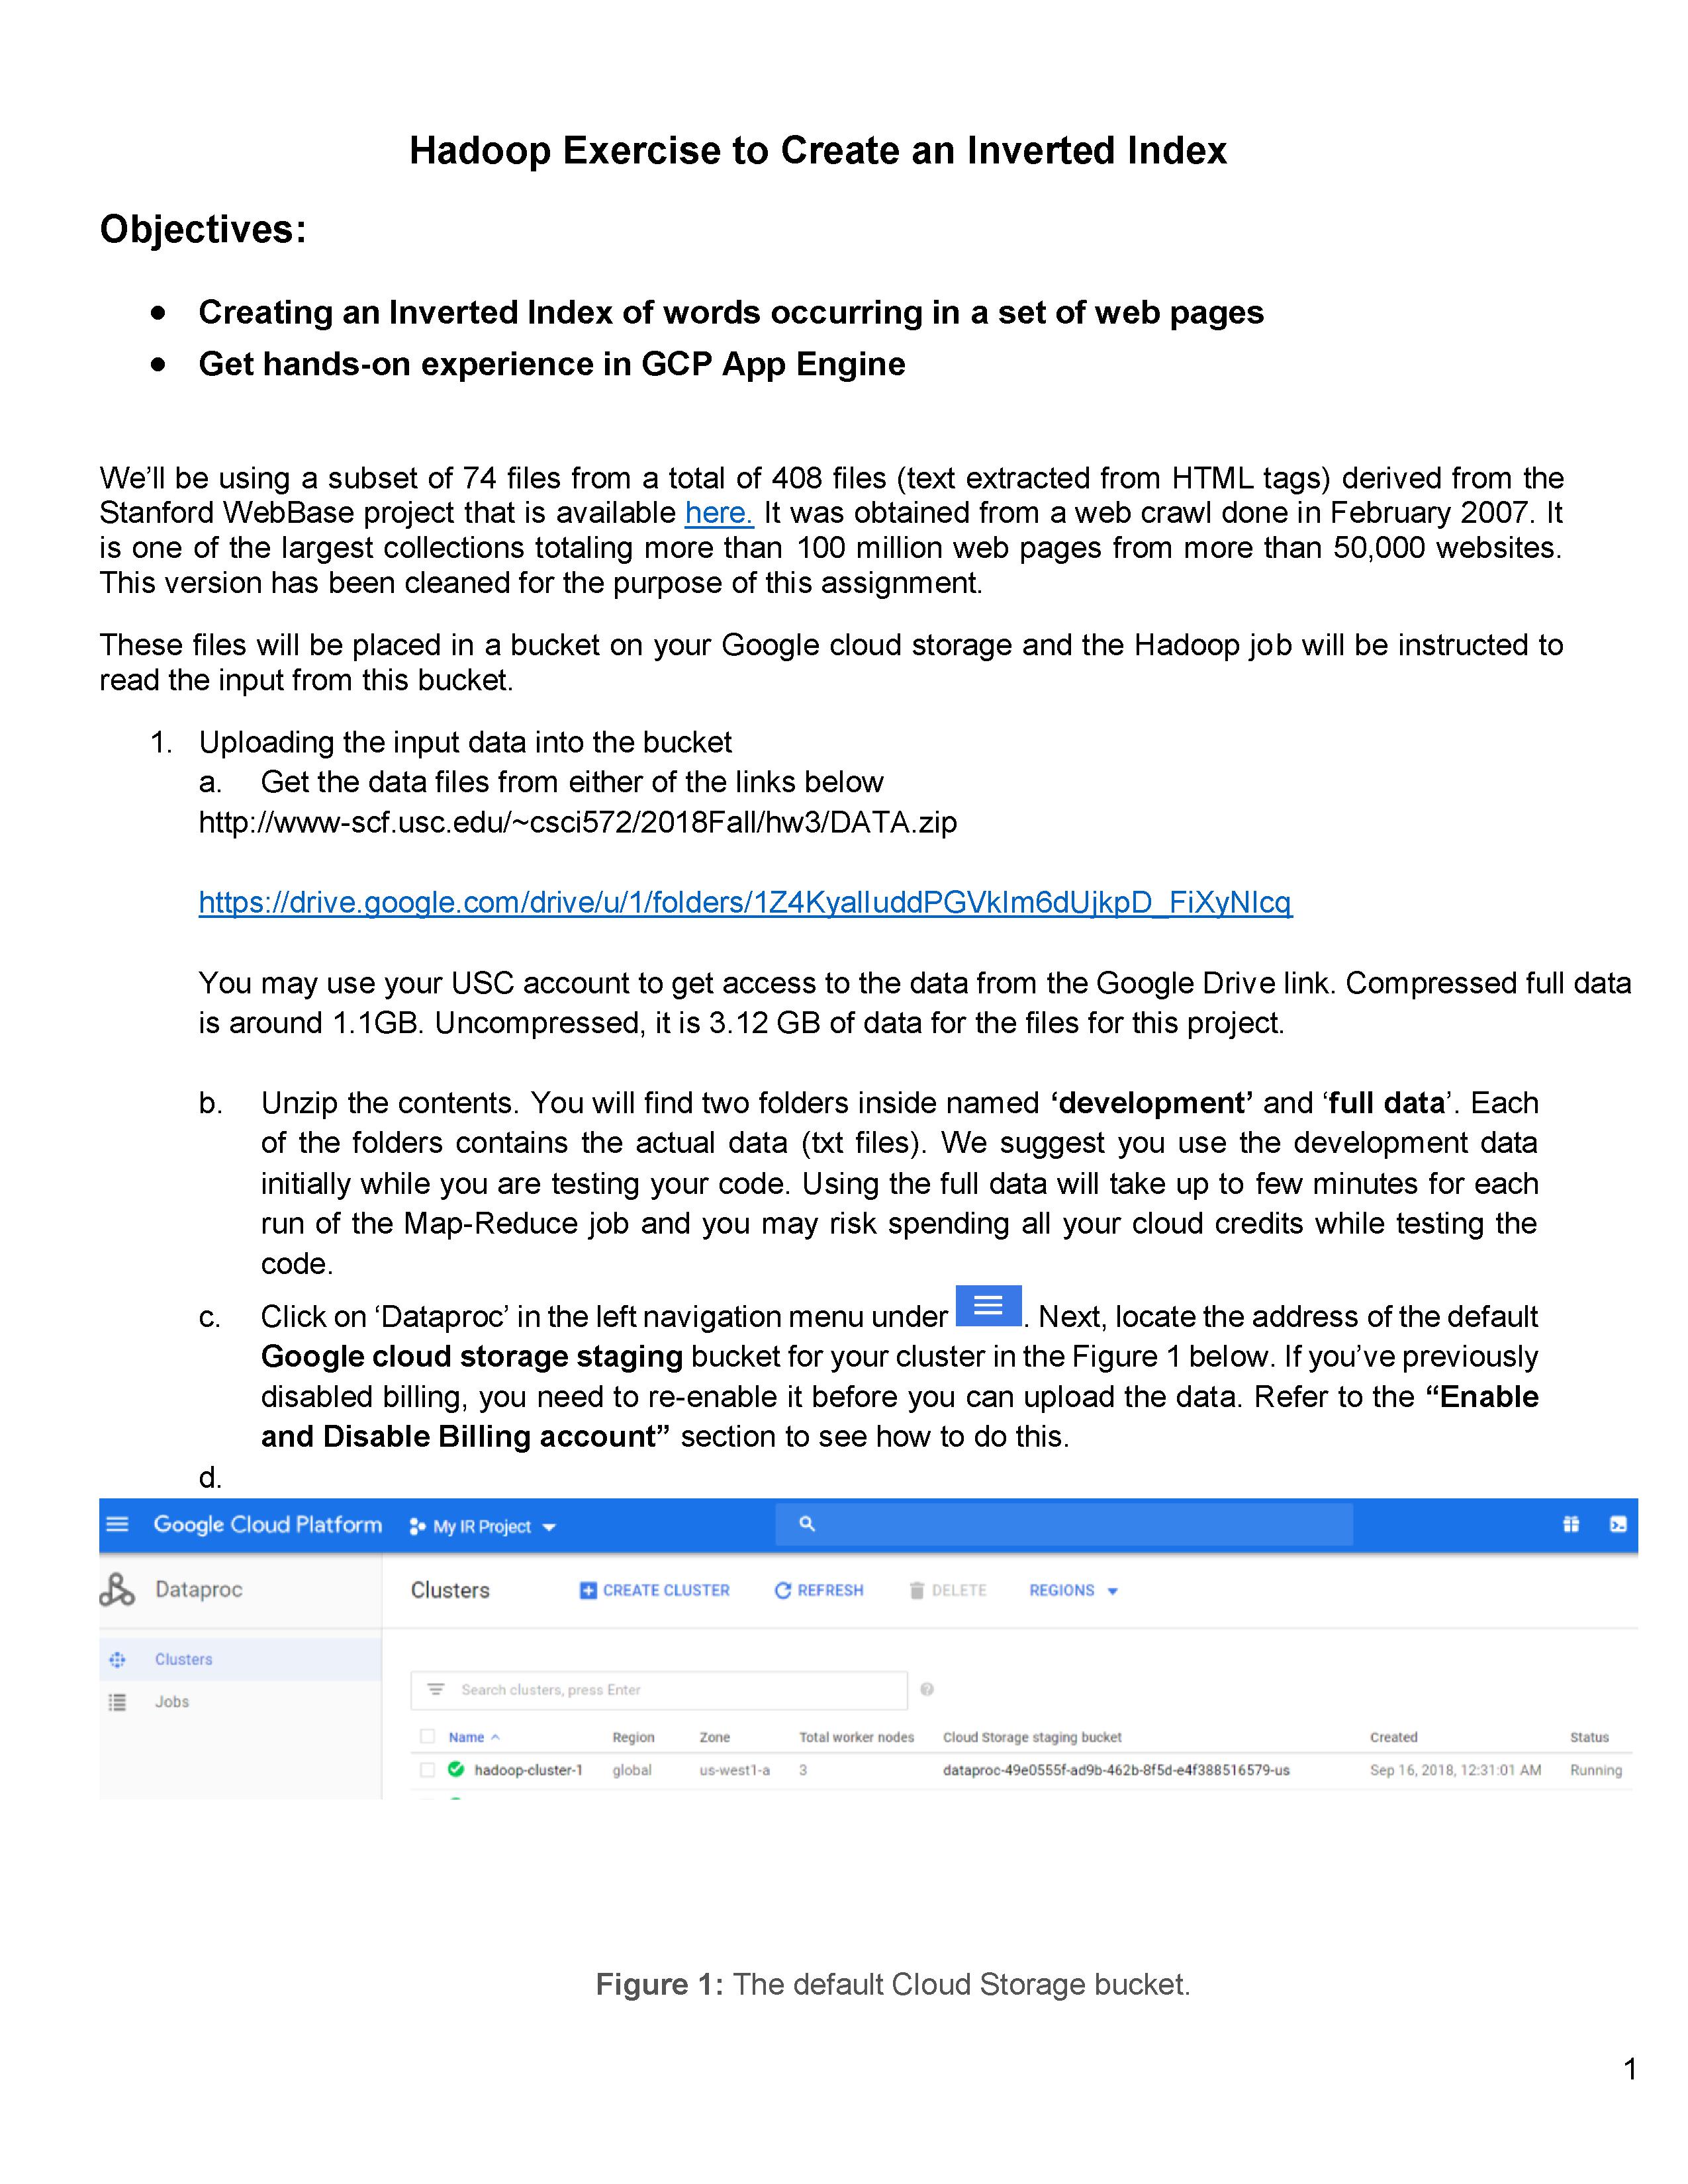 Hadoop Exercise to Create an Inverted Index
Objectives:
● Creating an Inverted Index of words occurring in a set of web pages
● Get hands-on experience in GCP App Engine
We’ll be using a subset of 74 files from a total of 408 files (text extracted from HTML tags) derived from the
Stanford WebBase project that is available here. It was obtained from a web crawl done in February 2007. It
is one of the largest collections totaling more than 100 million web pages from more than 50,000 websites.
This version has been cleaned for the purpose of this assignment.
These files will be placed in a bucket on your Google cloud storage and the Hadoop job will be instructed to
read the input from this bucket.
1. Uploading the input data into the bucket
a. Get the data files from either of the links below
http://www-scf.usc.edu/~csci572/2018Fall/hw3/DATA.zip
https://drive.google.com/drive/u/1/folders/1Z4KyalIuddPGVkIm6dUjkpD_FiXyNIcq
You may use your USC account to get access to the data from the Google Drive link. Compressed full data
is around 1.1GB. Uncompressed, it is 3.12 GB of data for the files for this project.
b. Unzip the contents. You will find two folders inside named ‘development’ and ‘full data’. Each
of the folders contains the actual data (txt files). We suggest you use the development data
initially while you are testing your code. Using the full data will take up to few minutes for each
run of the Map-Reduce job and you may risk spending all your cloud credits while testing the
code.
c. Click on ‘Dataproc’ in the left navigation menu under . Next, locate the address of the default
Google cloud storage staging bucket for your cluster in the Figure 1 below. If you’ve previously
disabled billing, you need to re-enable it before you can upload the data. Refer to the “Enable
and Disable Billing account” section to see how to do this.
d.
Google Cloud Platform My IR Project
Dataproc Clusters CREATE CLUSTER REFRESH DELETE REGIONS
Clusters
Jobs
Search clusters, press Enter
Name Region Zone Total worker nodes Cloud Storage staging bucket Created Status
hadoop-cluster-1 global us-west1-a 3 dataproc-49e0555f-ad9b-462b-8f5d-e4f388516579-us Sep 16, 2018, 12:31:01 AM Running
Figure 1: The default Cloud Storage bucket.
1